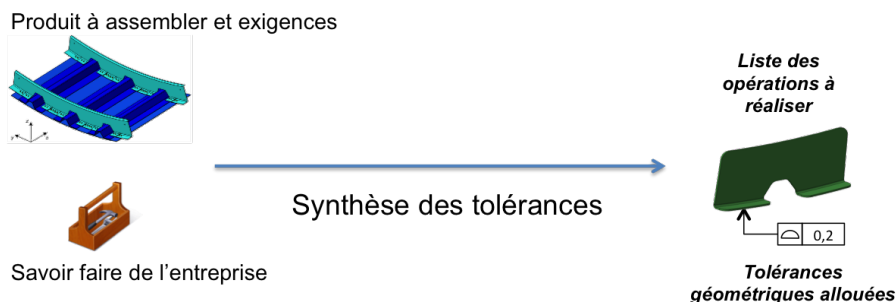 Produit à assembler et exigences
Liste des
opérations à
réaliser
Synthèse des tolérances
0,2
Savoir faire de l’entreprise
Tolérances
géométriques allouées